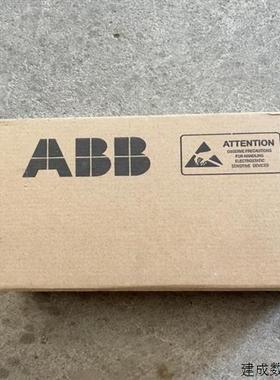 ABB
ATTENTION
OBSERVE PRECAUTIONS
FOR HANDLING
ELECTROSTATIC
SENSITIVE DEVICES
建成数